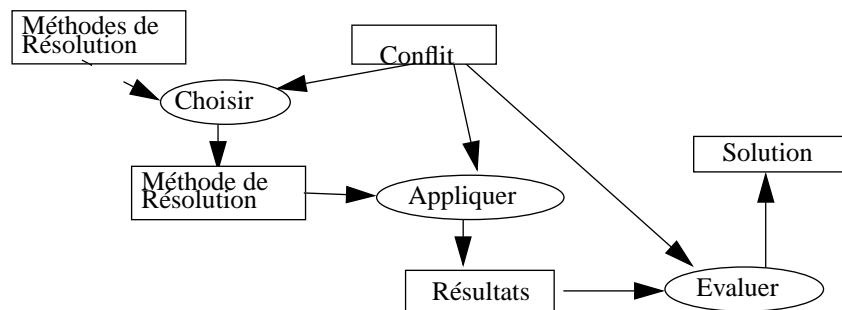 Méthodes de
Résolution
Conflit
Choisir
Solution
Méthode de
Résolution
Appliquer
Résultats
Evaluer